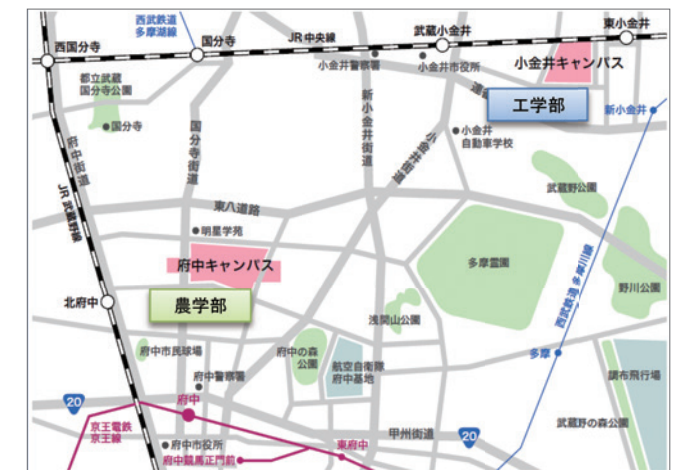 西武鉄道
多摩湖線
西国分寺
国分寺
JR 中央線
武蔵小金井
東小金井
小金井警察署
小金井市役所
小金井キャンパス
都立武蔵
国分寺公園
工学部
新小金井
連
国分寺
府中街道
国分寺街道
新小金井街道
小金井街道
小金井
自動車学校
JR 武蔵野線
東八道路
武蔵野公園
明星学苑
府中キャンパス
多摩霊園
西武鉄道 多摩川線
野川公園
北府中
農学部
浅間山公園
府中市民球場
府中の森
公園
航空自衛隊
府中基地
多摩
調布飛行場
府中警察署
20
府中
京王電鉄
京王線
甲州街道
20
武蔵野の森公園
府中市役所
東府中
府中競馬正門前